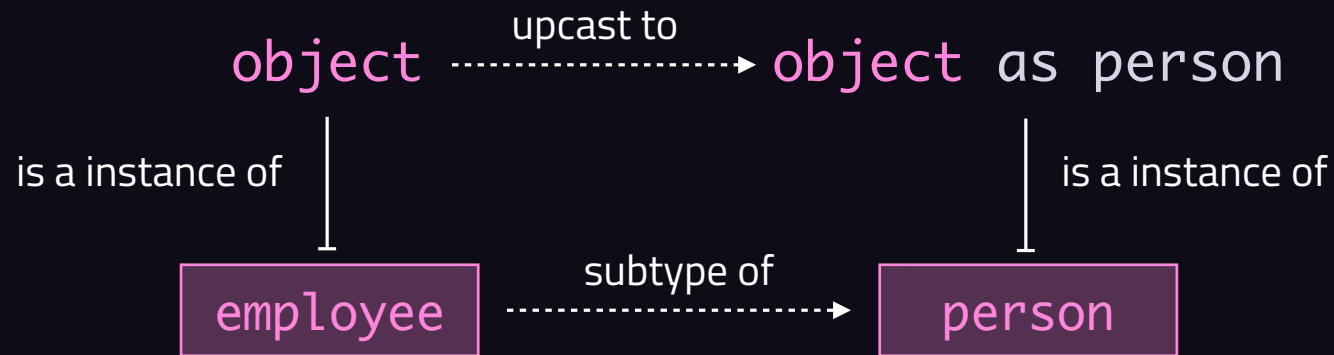 upcast to
object object as person
is a instance of is a instance of
subtype of
employee person